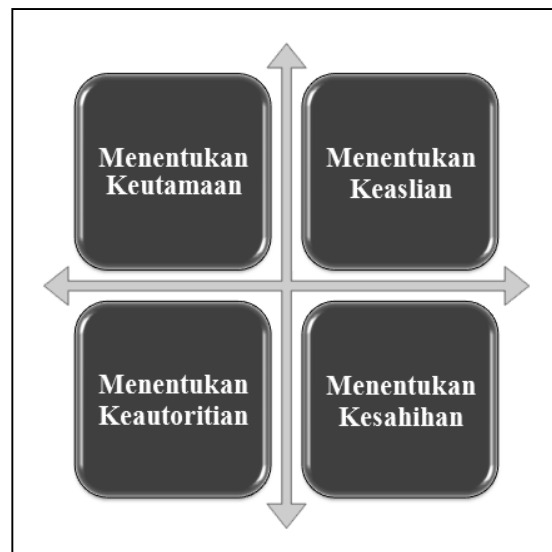 Menentukan
Keutamaan
Menentukan
Keaslian
Menentukan
Keautoritian
Menentukan
Kesahihan